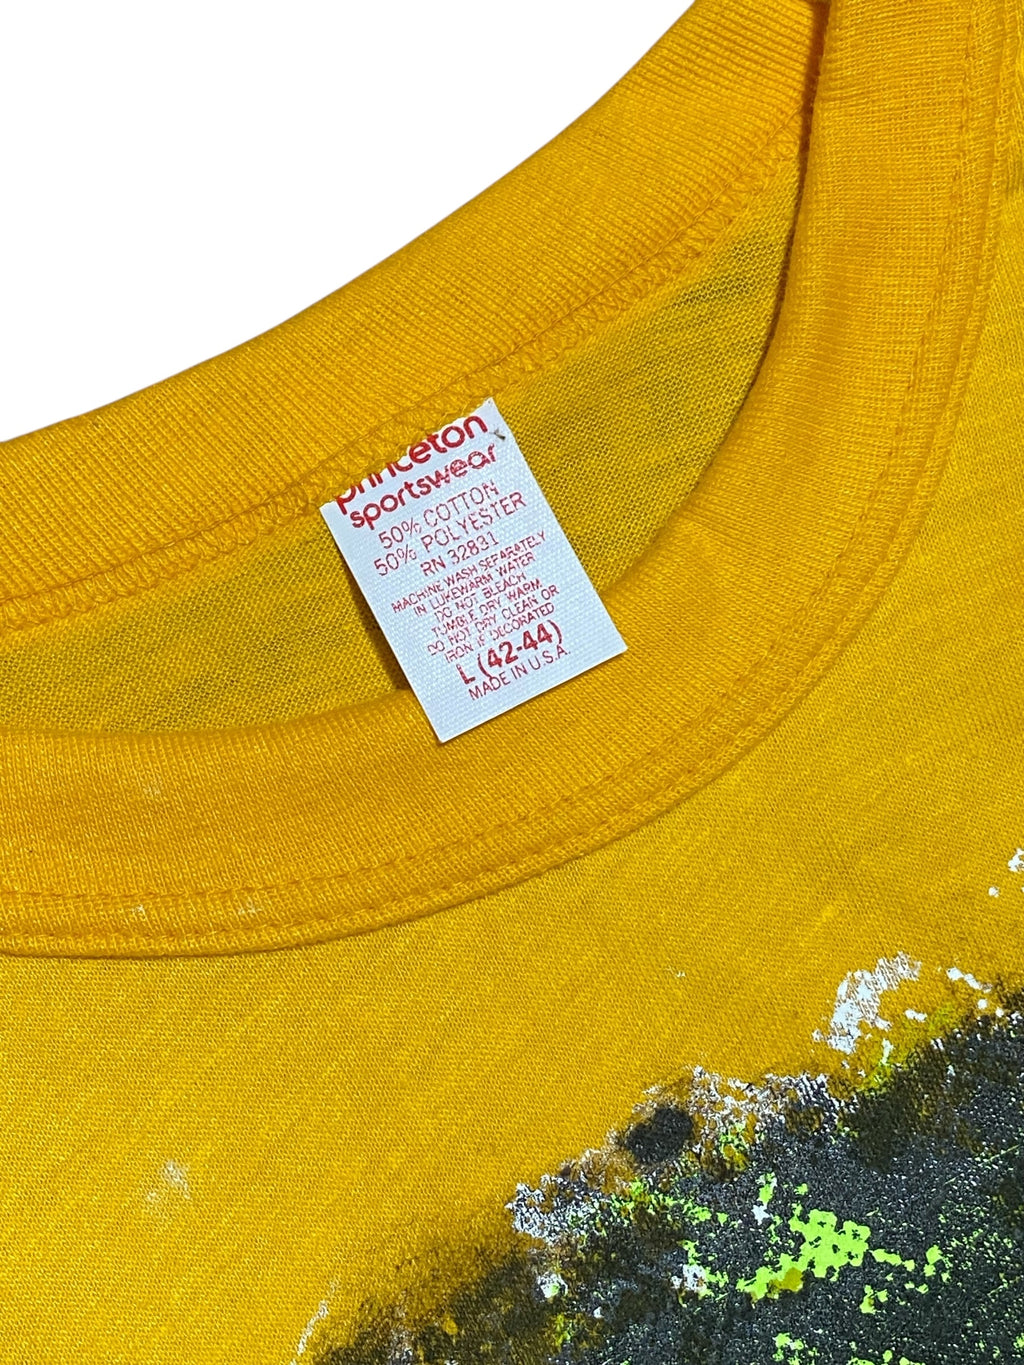 princeton
sportswear
50% COTTON
50% POLYESTER
RN 32831
MACHINE WASH SEPARATELY
IN LUKEWARM WATER
DO NOT BLEACH
TUMBLE DRY WARM
DO NOT DRY CLEAN OR
IRON IF DECORATED
L (42-44)
MADE IN U.S.A.